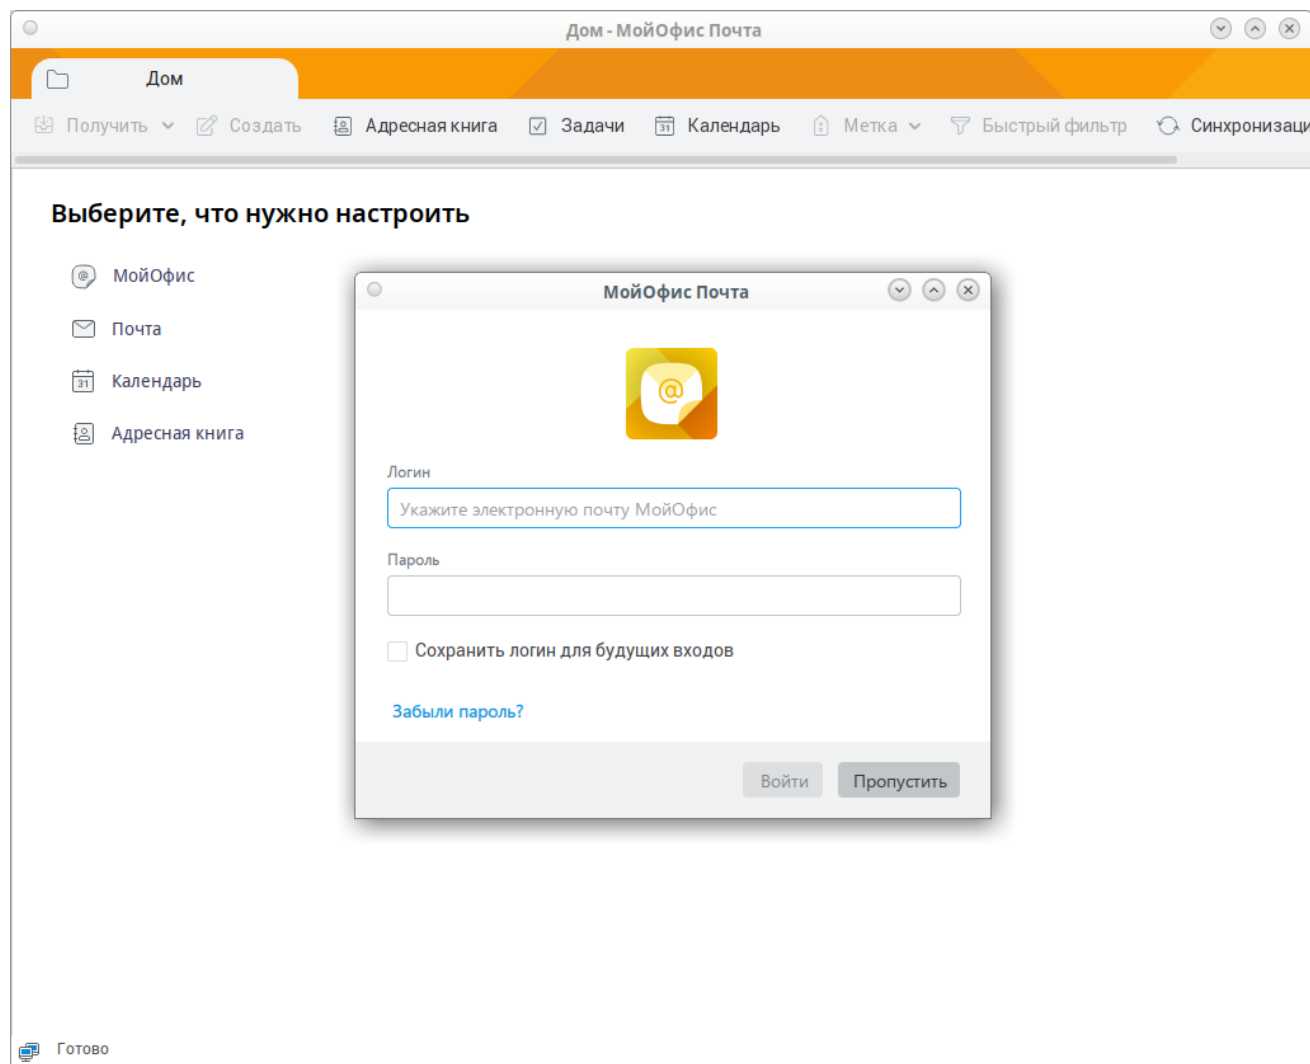 Дом - МойОфис Почта
Дом
Получить Создать Адресная книга Задачи 31 Календарь Метка Быстрый фильтр Синхронизаци
Выберите, что нужно настроить
@ МойОфис
Почта
31 Календарь
Адресная книга
МойОфис Почта
@
Логин
Укажите электронную почту МойОфис
Пароль
Сохранить логин для будущих входов
Забыли пароль?
Войти Пропустить
Готово